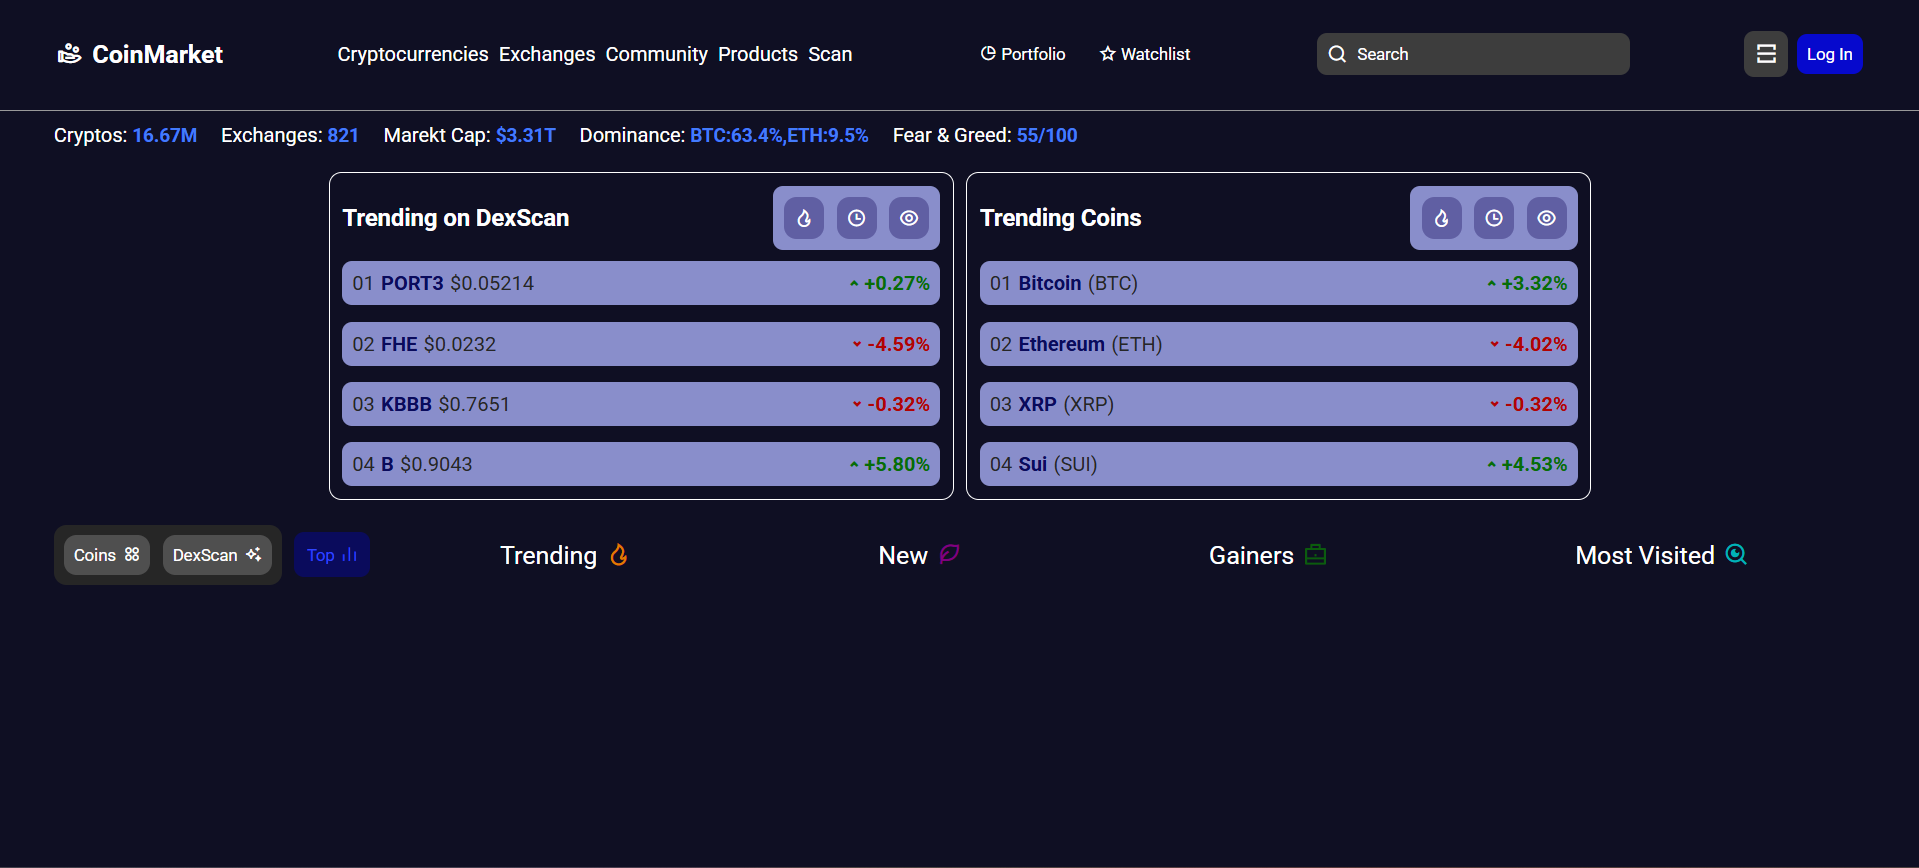 CoinMarket Cryptocurrencies Exchanges Community Products Scan Portfolio Watchlist Search Log In
Cryptos: 16.67M Exchanges: 821 Marekt Cap: $3.31T Dominance: BTC:63.4%,ETH:9.5% Fear & Greed: 55/100
Trending on DexScan
01 PORT3 $0.05214 +0.27%
02 FHE $0.0232 -4.59%
03 KBBB $0.7651 -0.32%
04 B $0.9043 +5.80%
Trending Coins
01 Bitcoin (BTC) +3.32%
02 Ethereum (ETH) -4.02%
03 XRP (XRP) -0.32%
04 Sui (SUI) +4.53%
Coins DexScan Top Trending New Gainers Most Visited